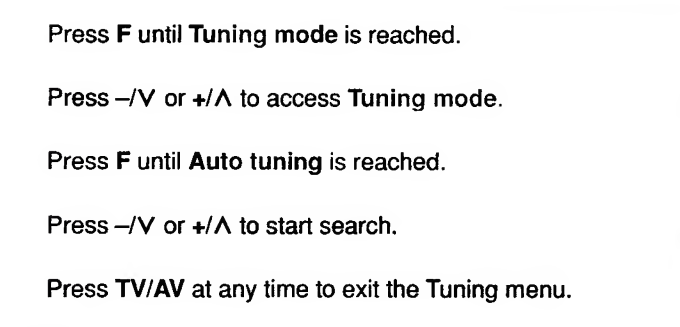 Press F until Tuning mode is reached.
Press –/∨ or +/∧ to access Tuning mode.
Press F until Auto tuning is reached.
Press –/∨ or +/∧ to start search.
Press TV/AV at any time to exit the Tuning menu.